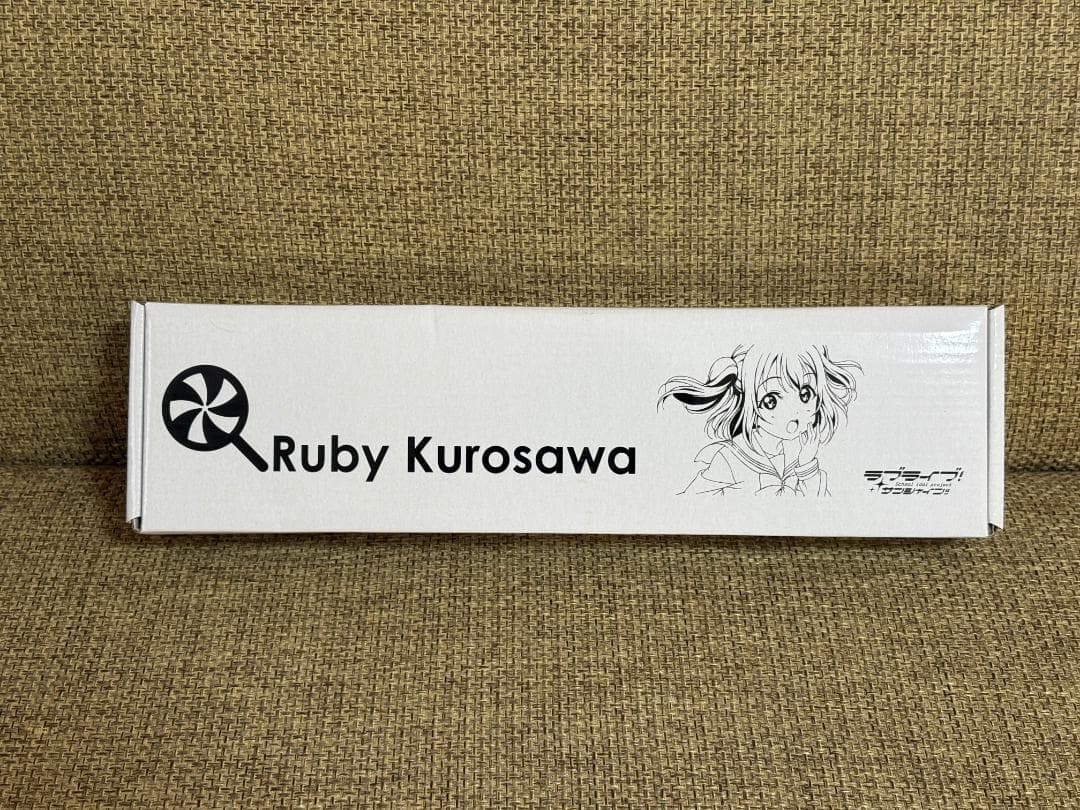 Ruby Kurosawa
ラブライブ!
School idol project
サンシャイン!!